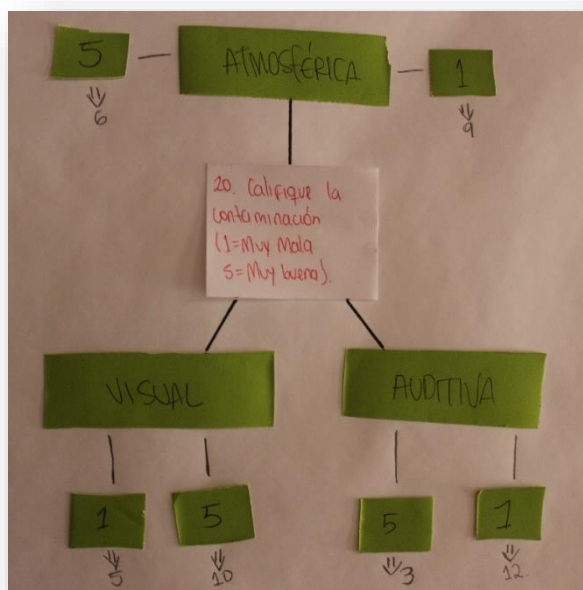 5 ATMOSFÉRICA 1
6 9
20. Califique la
contaminación
(1=Muy Mala
5=Muy buena).
VISUAL AUDITIVA
1 5 5 1
5 10 3 12.